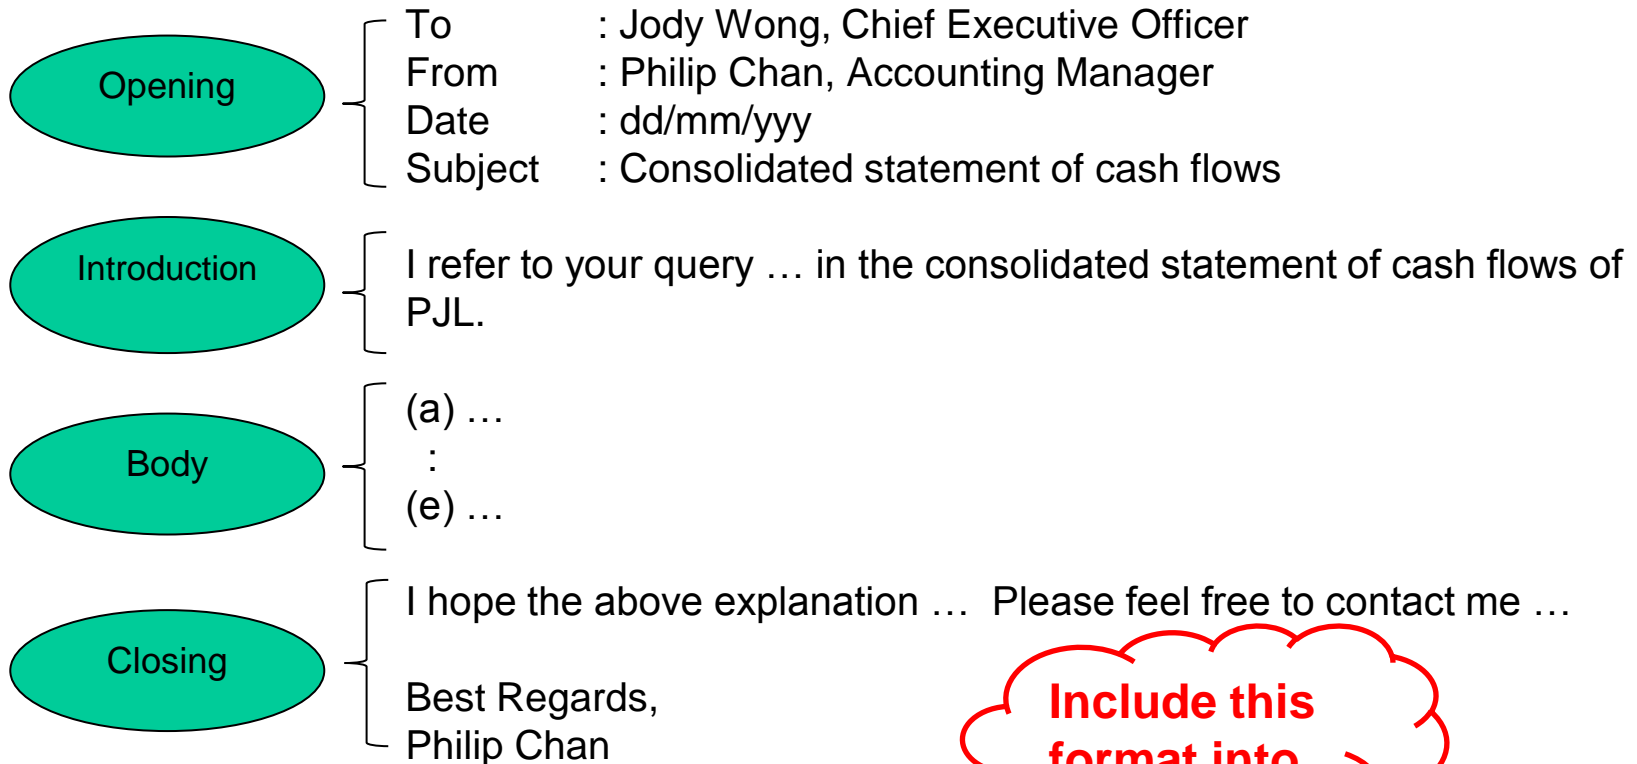 Opening
To : Jody Wong, Chief Executive Officer
From : Philip Chan, Accounting Manager
Date : dd/mm/yyy
Subject : Consolidated statement of cash flows
Introduction
I refer to your query … in the consolidated statement of cash flows of
PJL.
Body
(a) …
:
(e) …
Closing
I hope the above explanation … Please feel free to contact me …
Best Regards,
Philip Chan
Include this
format into